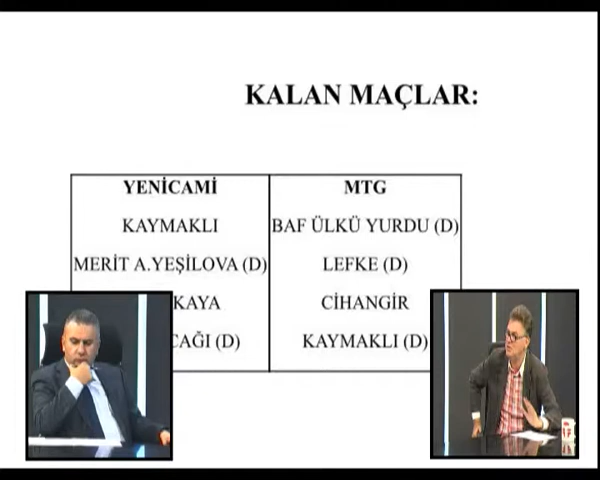 KALAN MAÇLAR:
YENİCAMİ MTG
KAYMAKLI BAF ÜLKÜ YURDU (D)
MERİT A.YEŞİLOVA (D) LEFKE (D)
KAYA CİHANGİR
CAĞI (D) KAYMAKLI (D)